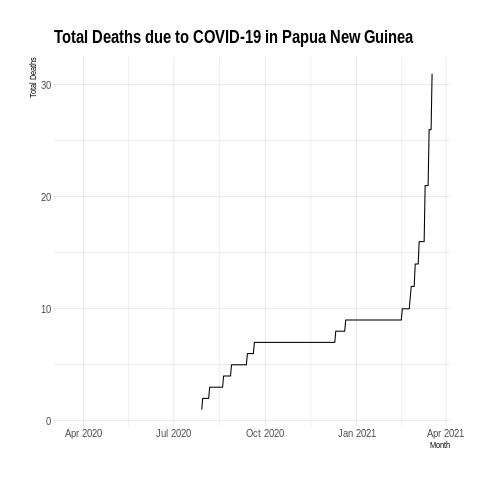 Total Deaths due to COVID-19 in Papua New Guinea
Total Deaths
30
20
10
0
Apr 2020 Jul 2020 Oct 2020 Jan 2021 Apr 2021
Month